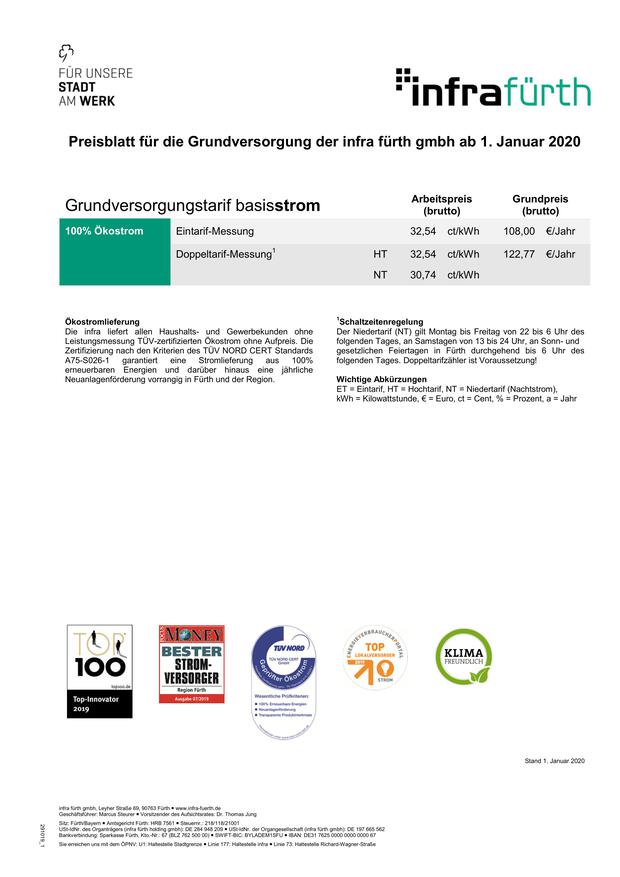 FÜR UNSERE
STADT
AM WERK
infrafürth
Preisblatt für die Grundversorgung der infra fürth gmbh ab 1. Januar 2020
Grundversorgungstarif basisstrom
Arbeitspreis
(brutto)
Grundpreis
(brutto)
100% Ökostrom Eintarif-Messung 32,54 ct/kWh 108,00 €/Jahr
Doppeltarif-Messung1 HT 32,54 ct/kWh 122,77 €/Jahr
NT 30,74 ct/kWh
Ökostromlieferung
Die infra liefert allen Haushalts- und Gewerbekunden ohne
Leistungsmessung TÜV-zertifizierten Ökostrom ohne Aufpreis. Die
Zertifizierung nach den Kriterien des TÜV NORD CERT Standards
A75-S026-1 garantiert eine Stromlieferung aus 100%
erneuerbaren Energien und darüber hinaus eine jährliche
Neuanlagenförderung vorrangig in Fürth und der Region.
1Schaltzeitenregelung
Der Niedertarif (NT) gilt Montag bis Freitag von 22 bis 6 Uhr des
folgenden Tages, an Samstagen von 13 bis 24 Uhr, an Sonn- und
gesetzlichen Feiertagen in Fürth durchgehend bis 6 Uhr des
folgenden Tages. Doppeltarifzähler ist Voraussetzung!
Wichtige Abkürzungen
ET = Eintarif, HT = Hochtarif, NT = Niedertarif (Nachtstrom),
kWh = Kilowattstunde, € = Euro, ct = Cent, % = Prozent, a = Jahr
TOP
100
top100.de
Top-Innovator
2019
FOCUS
MONEY
BESTER
STROM-
VERSORGER
Region Fürth
Ausgabe 07/2019
TÜV NORD
TÜV NORD CERT
GmbH
Geprüfter Ökostrom
Wesentliche Prüfkriterien:
100% Erneuerbare Energien
Neuanlagenförderung
Transparente Produktmerkmale
ENERGIEVERBRAUCHERPORTAL
TOP
LOKALVERSORGER
2019
STROM
KLIMA
FREUNDLICH
Stand 1. Januar 2020
infra fürth gmbh, Leyher Straße 69, 90763 Fürth ▪ www.infra-fuerth.de
Geschäftsführer: Marcus Steurer ▪ Vorsitzender des Aufsichtsrates: Dr. Thomas Jung
Sitz: Fürth/Bayern ▪ Amtsgericht Fürth: HRB 7561 ▪ Steuernr.: 218/118/21001
USt-IdNr. des Organträgers (infra fürth holding gmbh): DE 284 948 209 ▪ USt-IdNr. der Organgesellschaft (infra fürth gmbh): DE 197 665 562
Bankverbindung: Sparkasse Fürth, Kto.-Nr.: 67 (BLZ 762 500 00) ▪ SWIFT-BIC: BYLADEM1SFU ▪ IBAN: DE31 7625 0000 0000 0000 67
Sie erreichen uns mit dem ÖPNV: U1: Haltestelle Stadtgrenze ▪ Linie 177: Haltestelle infra ▪ Linie 73: Haltestelle Richard-Wagner-Straße
291019_1